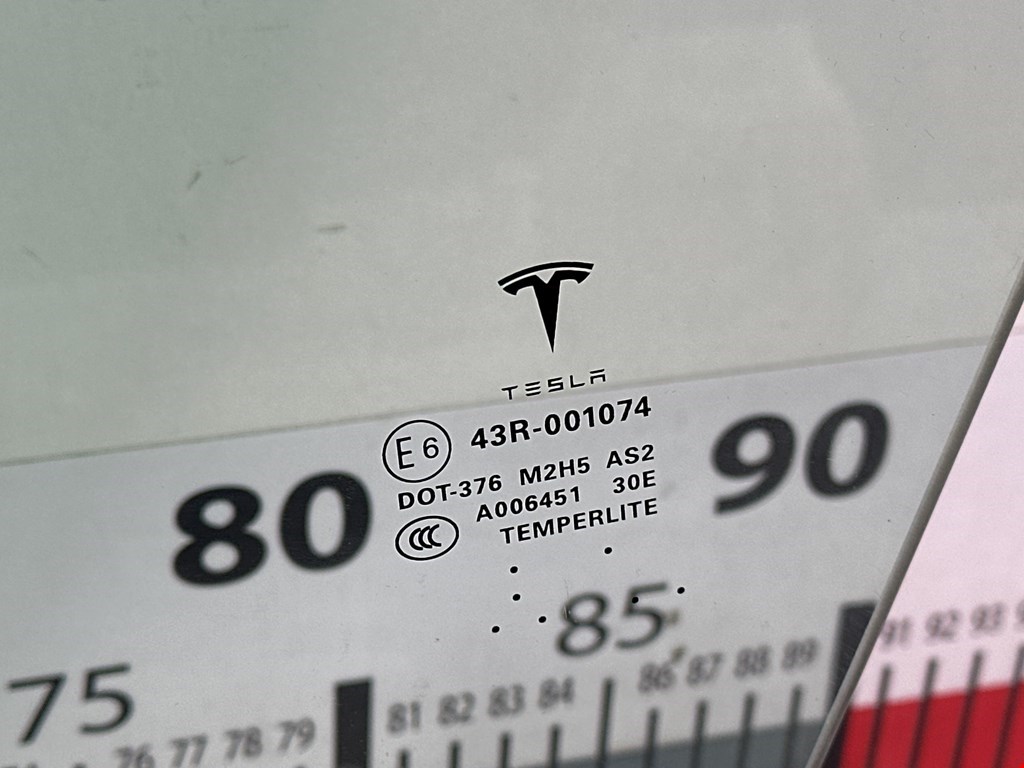 TESLA
E6 43R-001074
DOT-376 M2H5 AS2
A006451 30E
CCC TEMPERLITE
80 90
85
75
76 77 78 79 81 82 83 84 86 87 88 89 91 92 93